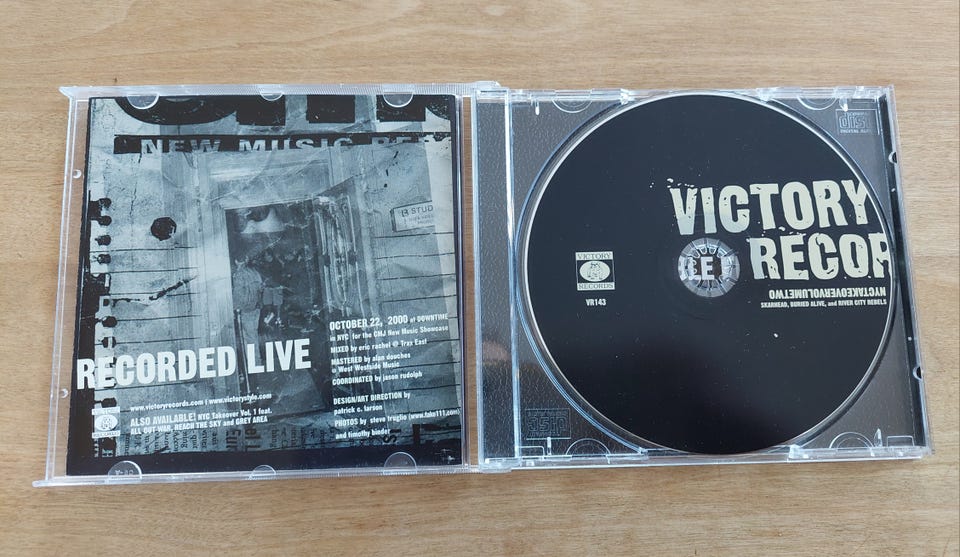 NEW MUSIC
STUD
OCTOBER 22, 2000 at DOWNTIME
in NYC for the CMJ New Music Showcase
MIXED by eric rachel @ Trax East
MASTERED by alan douches
@ West Westside Music
COORDINATED by jason rudolph
DESIGN/ART DIRECTION by
patrick c. larson
PHOTOS by steve truglio (www.fake111.com)
and timothy binder
RECORDED LIVE
www.victoryrecords.com | www.victorystyle.com
ALSO AVAILABLE! NYC Takeover Vol. 1 feat.
ALL OUT WAR, REACH THE SKY and GREY AREA
VICTORY
RECORDS
VR143
VICTORY
RECOR
LE
NYCTAKEOVERVOLUMETWO
SKARHEAD, BURIED ALIVE, and RIVER CITY REBELS
DIGITAL AUDIO